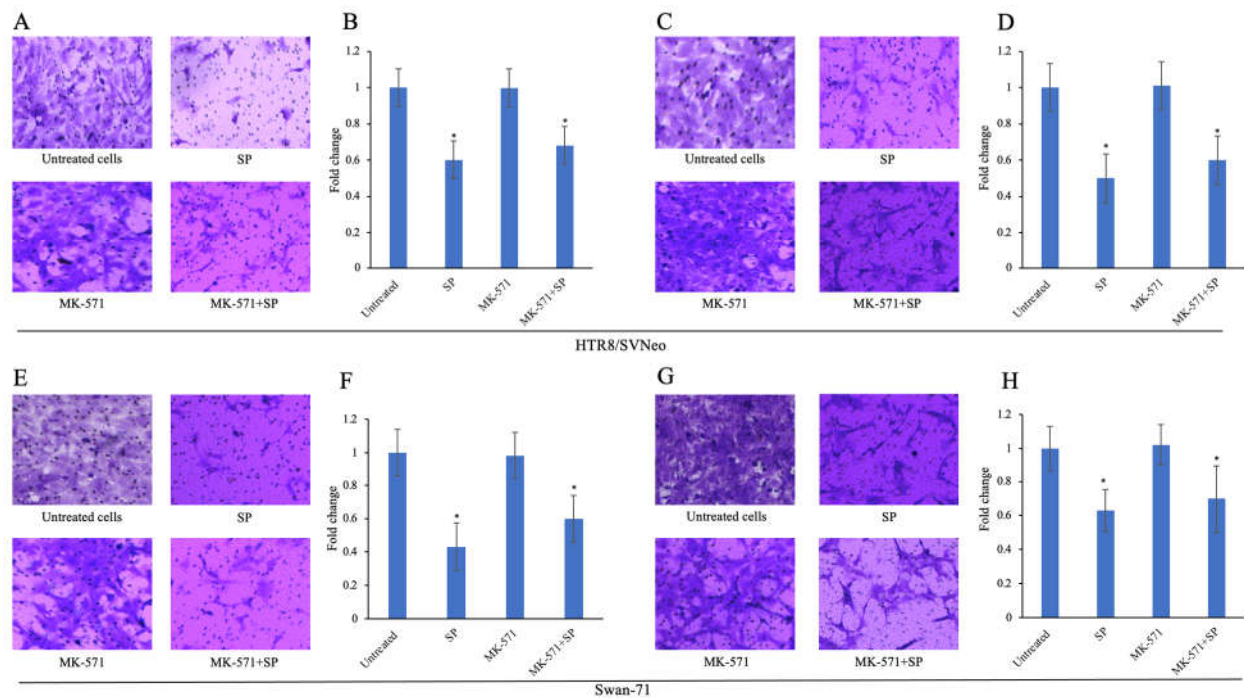 A
Untreated cells
SP
MK-571
MK-571+SP
B
Fold change
1.2
1
0.8
0.6
0.4
0.2
0
*
*
Untreated
SP
MK-571
MK-571+SP
C
Untreated cells
SP
MK-571
MK-571+SP
D
Fold change
1.2
1
0.8
0.6
0.4
0.2
0
*
*
Untreated
SP
MK-571
MK-571+SP
HTR8/SVNeo
E
Untreated cells
SP
MK-571
MK-571+SP
F
Fold change
1.2
1
0.8
0.6
0.4
0.2
0
*
*
Untreated
SP
MK-571
MK-571+SP
G
Untreated cells
SP
MK-571
MK-571+SP
H
Fold change
1.2
1
0.8
0.6
0.4
0.2
0
*
*
Untreated
SP
MK-571
MK-571+SP
Swan-71